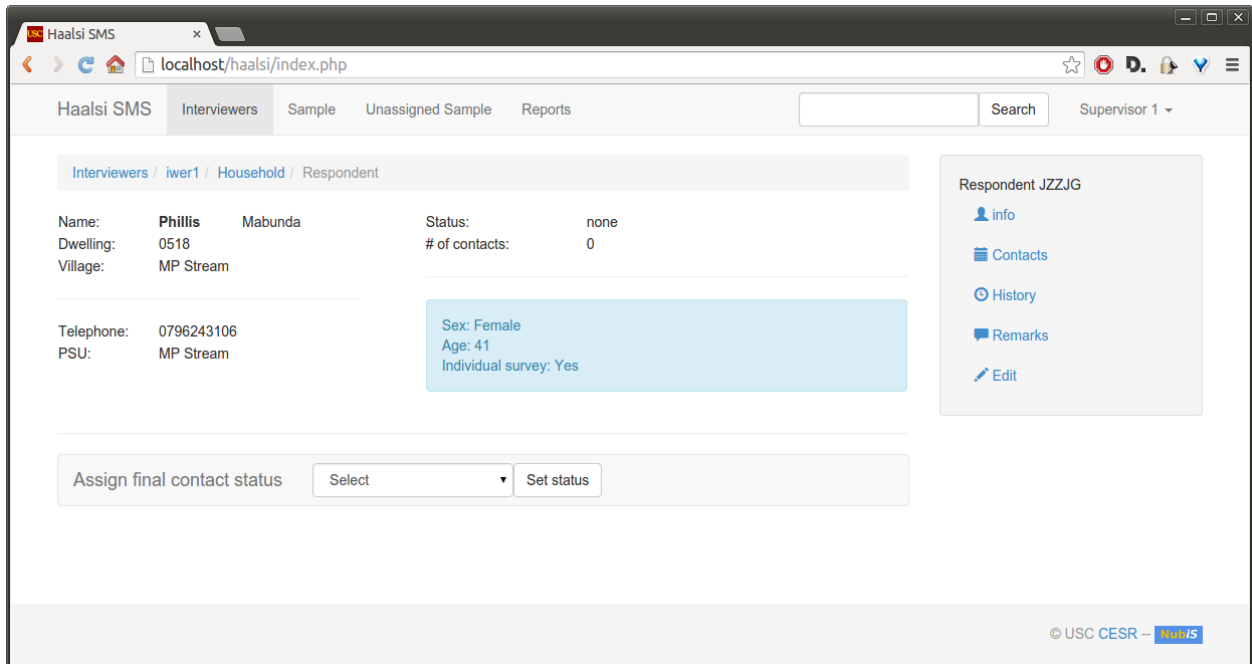 USC Haalsi SMS ×
localhost/haalsi/index.php D.
Haalsi SMS Interviewers Sample Unassigned Sample Reports Search Supervisor 1
Interviewers / iwer1 / Household / Respondent
Respondent JZZJG
info
Contacts
History
Remarks
Edit
Name: Phillis Mabunda
Dwelling: 0518
Village: MP Stream
Status: none
# of contacts: 0
Telephone: 0796243106
PSU: MP Stream
Sex: Female
Age: 41
Individual survey: Yes
Assign final contact status Select Set status
© USC CESR -- NubiS